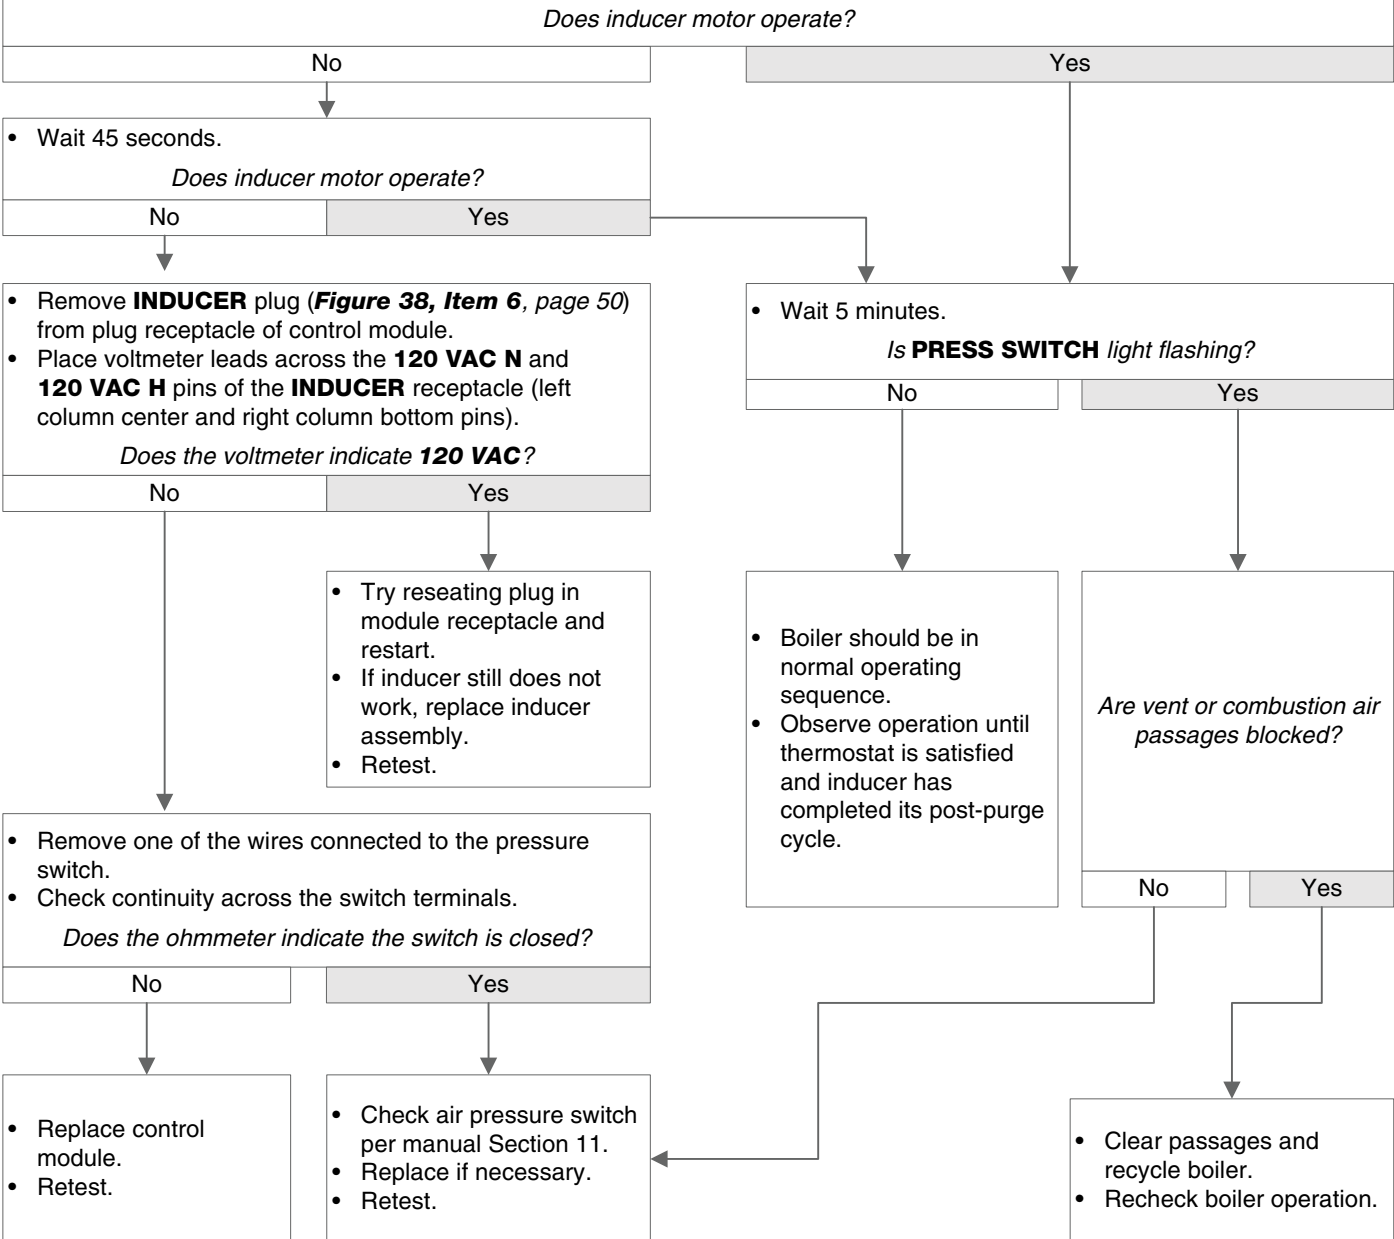 Does inducer motor operate?
No
Yes
• Wait 45 seconds.
Does inducer motor operate?
No
Yes
• Remove INDUCER plug (Figure 38, Item 6, page 50)
from plug receptacle of control module.
• Place voltmeter leads across the 120 VAC N and
120 VAC H pins of the INDUCER receptacle (left
column center and right column bottom pins).
Does the voltmeter indicate 120 VAC?
No
Yes
• Wait 5 minutes.
Is PRESS SWITCH light flashing?
No
Yes
• Try reseating plug in
module receptacle and
restart.
• If inducer still does not
work, replace inducer
assembly.
• Retest.
• Boiler should be in
normal operating
sequence.
• Observe operation until
thermostat is satisfied
and inducer has
completed its post-purge
cycle.
Are vent or combustion air
passages blocked?
No
Yes
• Remove one of the wires connected to the pressure
switch.
• Check continuity across the switch terminals.
Does the ohmmeter indicate the switch is closed?
No
Yes
• Replace control
module.
• Retest.
• Check air pressure switch
per manual Section 11.
• Replace if necessary.
• Retest.
• Clear passages and
recycle boiler.
• Recheck boiler operation.